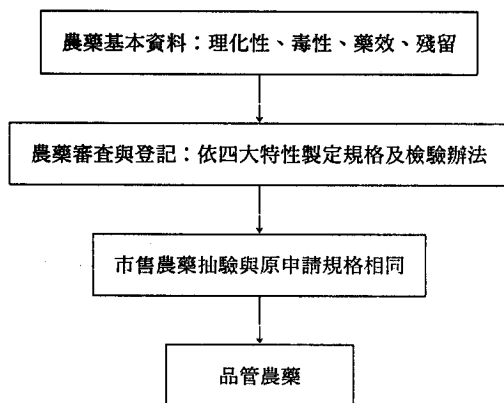 農藥基本資料：理化性、毒性、藥效、殘留
農藥審查與登記：依四大特性製定規格及檢驗辦法
市售農藥抽驗與原申請規格相同
品管農藥